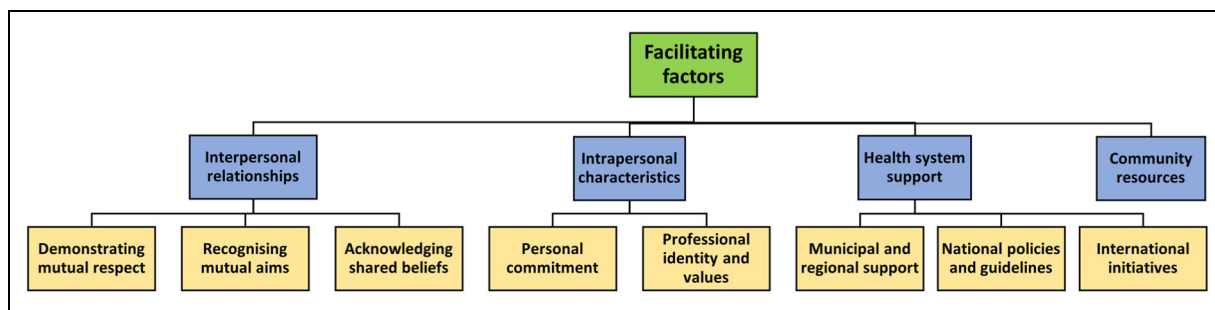 Facilitating
factors
Interpersonal
relationships
Intrapersonal
characteristics
Health system
support
Community
resources
Demonstrating
mutual respect
Recognising
mutual aims
Acknowledging
shared beliefs
Personal
commitment
Professional
identity and
values
Municipal and
regional support
National policies
and guidelines
International
initiatives